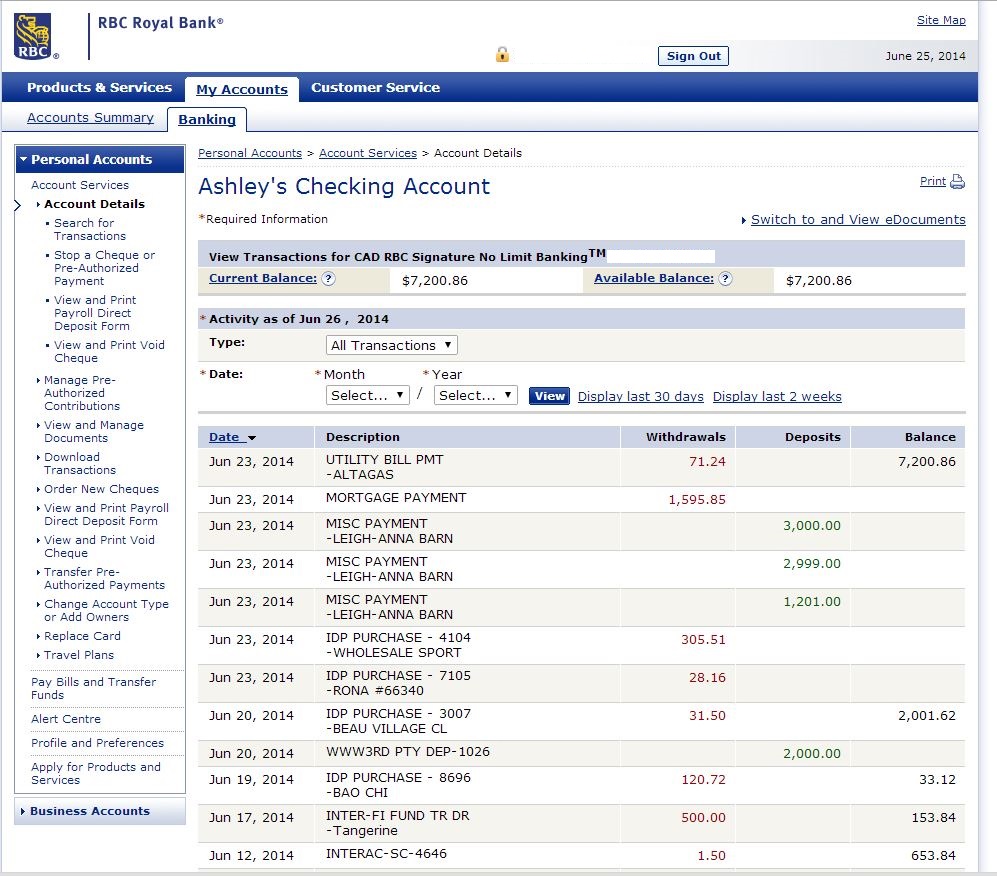 RBC Royal Bank®
RBC ®
Site Map
Sign Out
June 25, 2014
Products & Services
My Accounts
Customer Service
Accounts Summary
Banking
Personal Accounts
Account Services
Account Details
Search for
Transactions
Stop a Cheque or
Pre-Authorized
Payment
View and Print
Payroll Direct
Deposit Form
View and Print Void
Cheque
Manage Pre-
Authorized
Contributions
View and Manage
Documents
Download
Transactions
Order New Cheques
View and Print Payroll
Direct Deposit Form
View and Print Void
Cheque
Transfer Pre-
Authorized Payments
Change Account Type
or Add Owners
Replace Card
Travel Plans
Pay Bills and Transfer
Funds
Alert Centre
Profile and Preferences
Apply for Products and
Services
Business Accounts
Personal Accounts > Account Services > Account Details
Ashley's Checking Account
Print
*Required Information
Switch to and View eDocuments
View Transactions for CAD RBC Signature No Limit Banking™
Current Balance: ? $7,200.86 Available Balance: ? $7,200.86
* Activity as of Jun 26 , 2014
Type: All Transactions
* Date: * Month * Year
Select... / Select... View Display last 30 days Display last 2 weeks
Date Description Withdrawals Deposits Balance
Jun 23, 2014 UTILITY BILL PMT 71.24 7,200.86
-ALTAGAS
Jun 23, 2014 MORTGAGE PAYMENT 1,595.85
Jun 23, 2014 MISC PAYMENT 3,000.00
-LEIGH-ANNA BARN
Jun 23, 2014 MISC PAYMENT 2,999.00
-LEIGH-ANNA BARN
Jun 23, 2014 MISC PAYMENT 1,201.00
-LEIGH-ANNA BARN
Jun 23, 2014 IDP PURCHASE - 4104 305.51
-WHOLESALE SPORT
Jun 23, 2014 IDP PURCHASE - 7105 28.16
-RONA #66340
Jun 20, 2014 IDP PURCHASE - 3007 31.50 2,001.62
-BEAU VILLAGE CL
Jun 20, 2014 WWW3RD PTY DEP-1026 2,000.00
Jun 19, 2014 IDP PURCHASE - 8696 120.72 33.12
-BAO CHI
Jun 17, 2014 INTER-FI FUND TR DR 500.00 153.84
-Tangerine
Jun 12, 2014 INTERAC-SC-4646 1.50 653.84